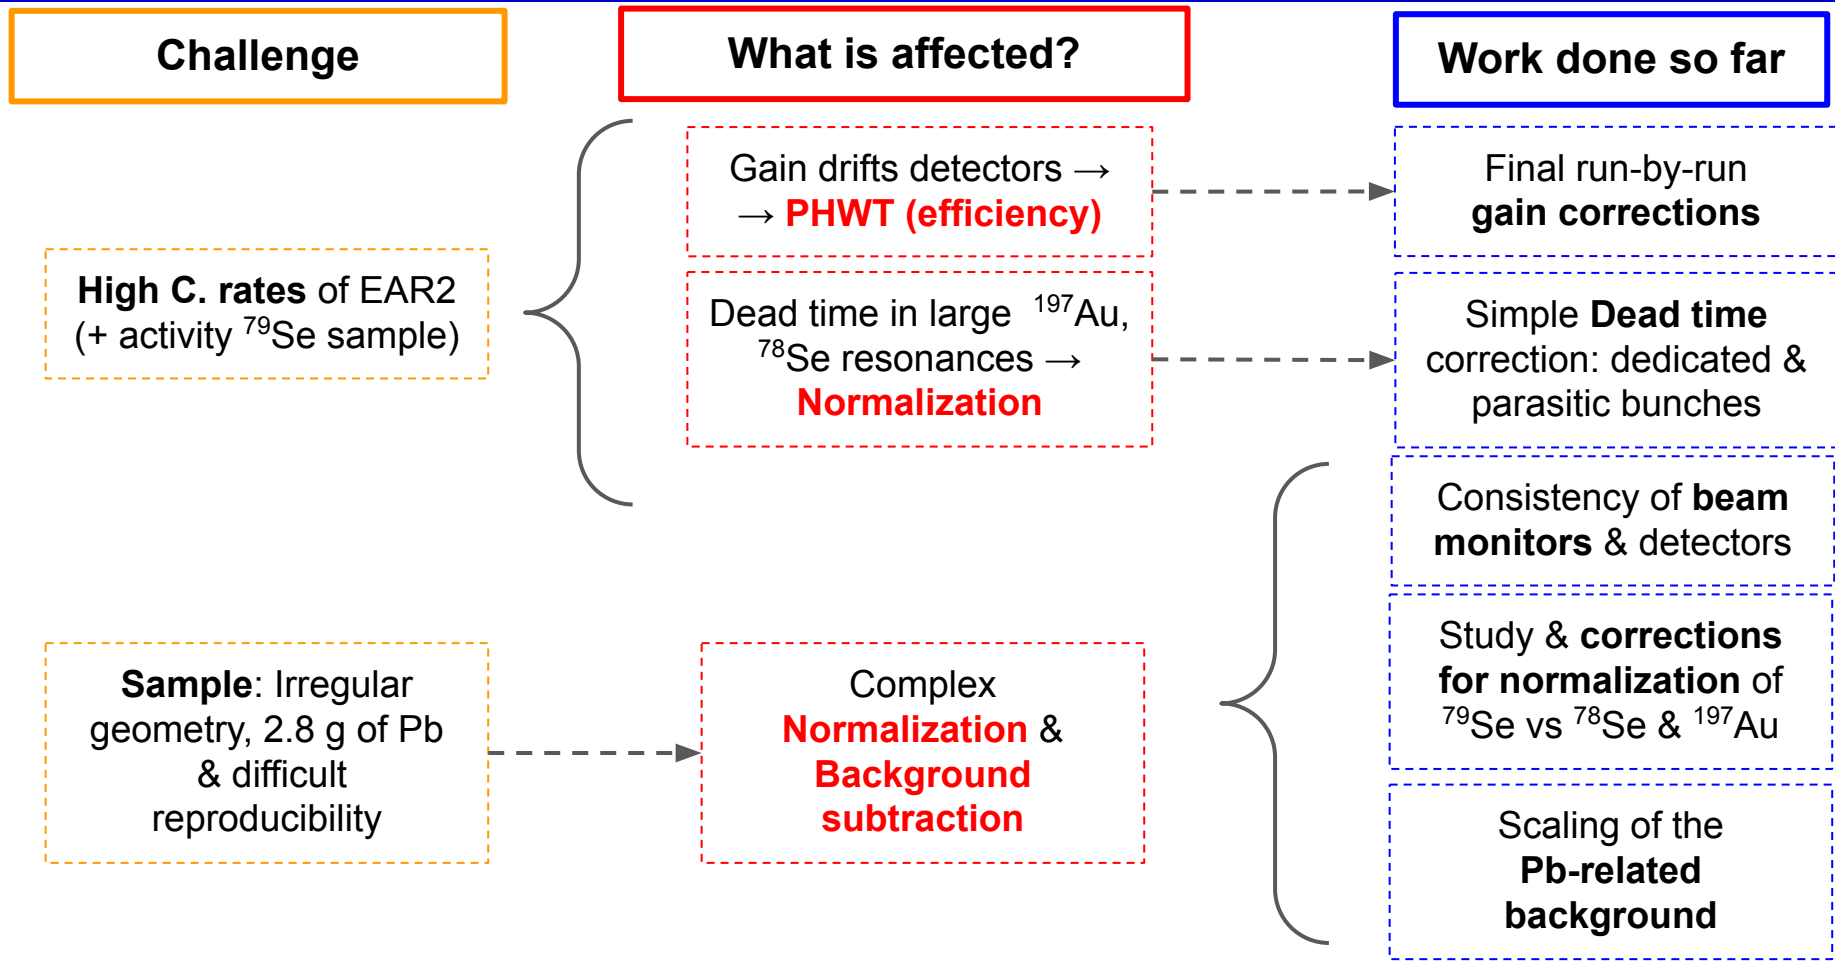 Challenge
What is affected?
Work done so far
High C. rates of EAR2
(+ activity ⁷⁹Se sample)
Gain drifts detectors →
→ PHWT (efficiency)
Final run-by-run
gain corrections
Dead time in large ¹⁹⁷Au,
⁷⁸Se resonances →
Normalization
Simple Dead time
correction: dedicated &
parasitic bunches
Sample: Irregular
geometry, 2.8 g of Pb
& difficult
reproducibility
Complex
Normalization &
Background
subtraction
Consistency of beam
monitors & detectors
Study & corrections
for normalization of
⁷⁹Se vs ⁷⁸Se & ¹⁹⁷Au
Scaling of the
Pb-related
background